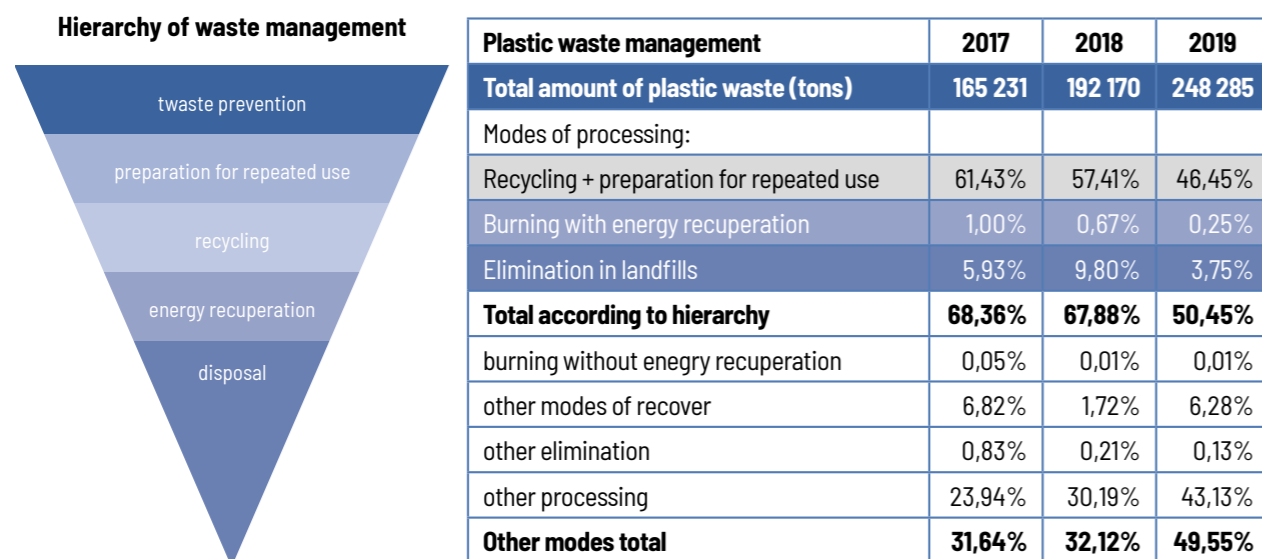 Hierarchy of waste management
twaste prevention
preparation for repeated use
recycling
energy recuperation
disposal
Plastic waste management 2017 2018 2019
Total amount of plastic waste (tons) 165 231 192 170 248 285
Modes of processing:
Recycling + preparation for repeated use 61,43% 57,41% 46,45%
Burning with energy recuperation 1,00% 0,67% 0,25%
Elimination in landfills 5,93% 9,80% 3,75%
Total according to hierarchy 68,36% 67,88% 50,45%
burning without enegry recuperation 0,05% 0,01% 0,01%
other modes of recover 6,82% 1,72% 6,28%
other elimination 0,83% 0,21% 0,13%
other processing 23,94% 30,19% 43,13%
Other modes total 31,64% 32,12% 49,55%